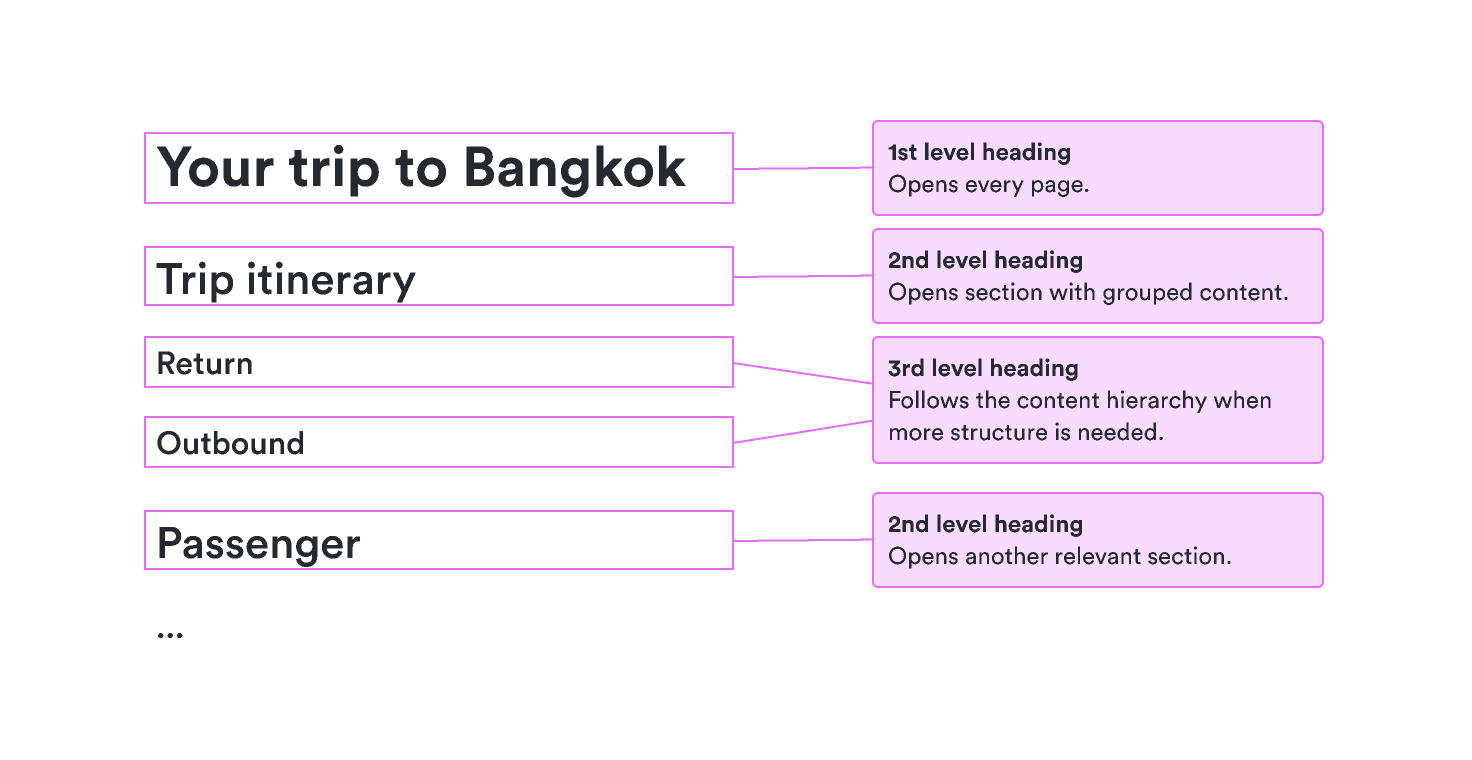 Your trip to Bangkok
1st level heading
Opens every page.
Trip itinerary
2nd level heading
Opens section with grouped content.
Return
Outbound
3rd level heading
Follows the content hierarchy when
more structure is needed.
Passenger
2nd level heading
Opens another relevant section.
...